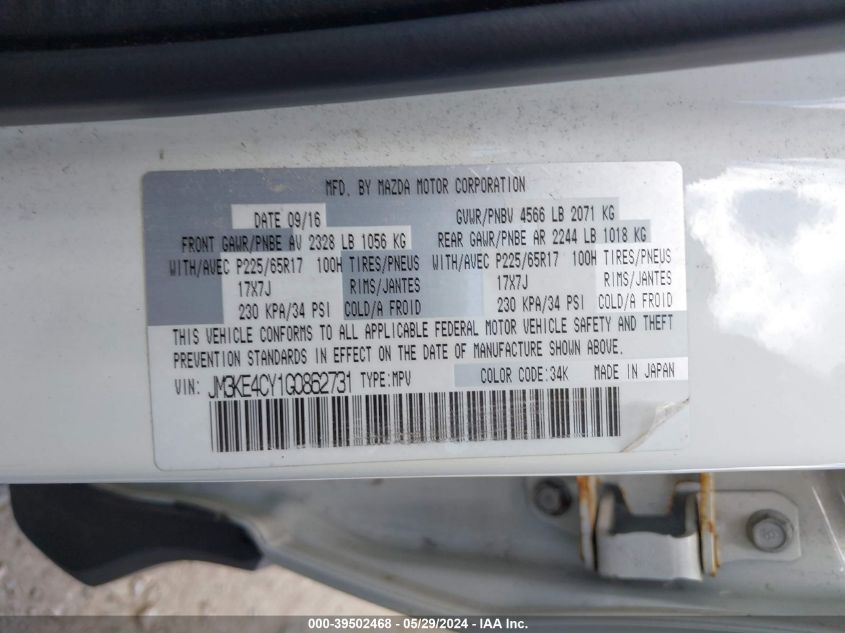 MFD. BY MAZDA MOTOR CORPORATION
DATE 09/16 GVWR/PNBV 4566 LB 2071 KG
FRONT GAWR/PNBE AV 2328 LB 1056 KG REAR GAWR/PNBE AR 2244 LB 1018 KG
WITH/AVEC P225/65R17 100H TIRES/PNEUS WITH/AVEC P225/65R17 100H TIRES/PNEUS
17X7J RIMS/JANTES 17X7J RIMS/JANTES
230 KPA/34 PSI COLD/A FROID 230 KPA/34 PSI COLD/A FROID
THIS VEHICLE CONFORMS TO ALL APPLICABLE FEDERAL MOTOR VEHICLE SAFETY AND THEFT
PREVENTION STANDARDS IN EFFECT ON THE DATE OF MANUFACTURE SHOWN ABOVE.
VIN: JM3KE4CY1G0862731 TYPE:MPV COLOR CODE:34K MADE IN JAPAN
000-39502468 - 05/29/2024 - IAA Inc.